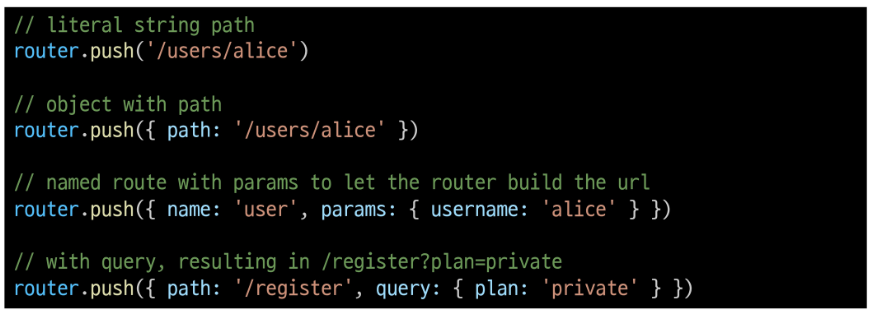 // literal string path
router.push('/users/alice')
// object with path
router.push({ path: '/users/alice' })
// named route with params to let the router build the url
router.push({ name: 'user', params: { username: 'alice' } })
// with query, resulting in /register?plan=private
router.push({ path: '/register', query: { plan: 'private' } })